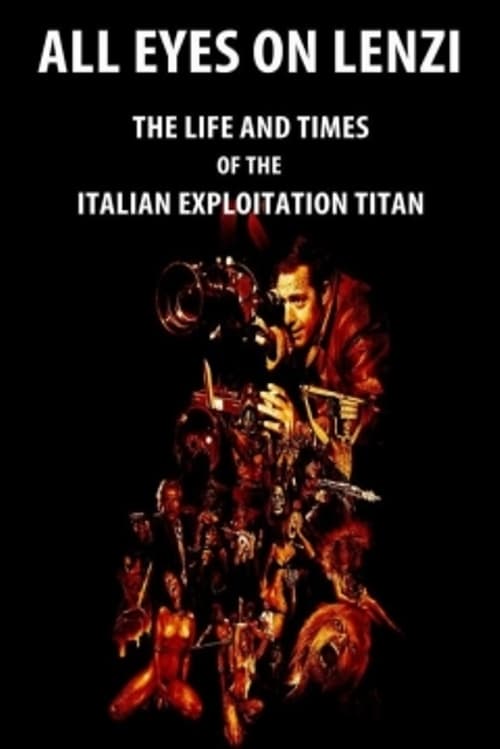 ALL EYES ON LENZI
THE LIFE AND TIMES
OF THE
ITALIAN EXPLOITATION TITAN